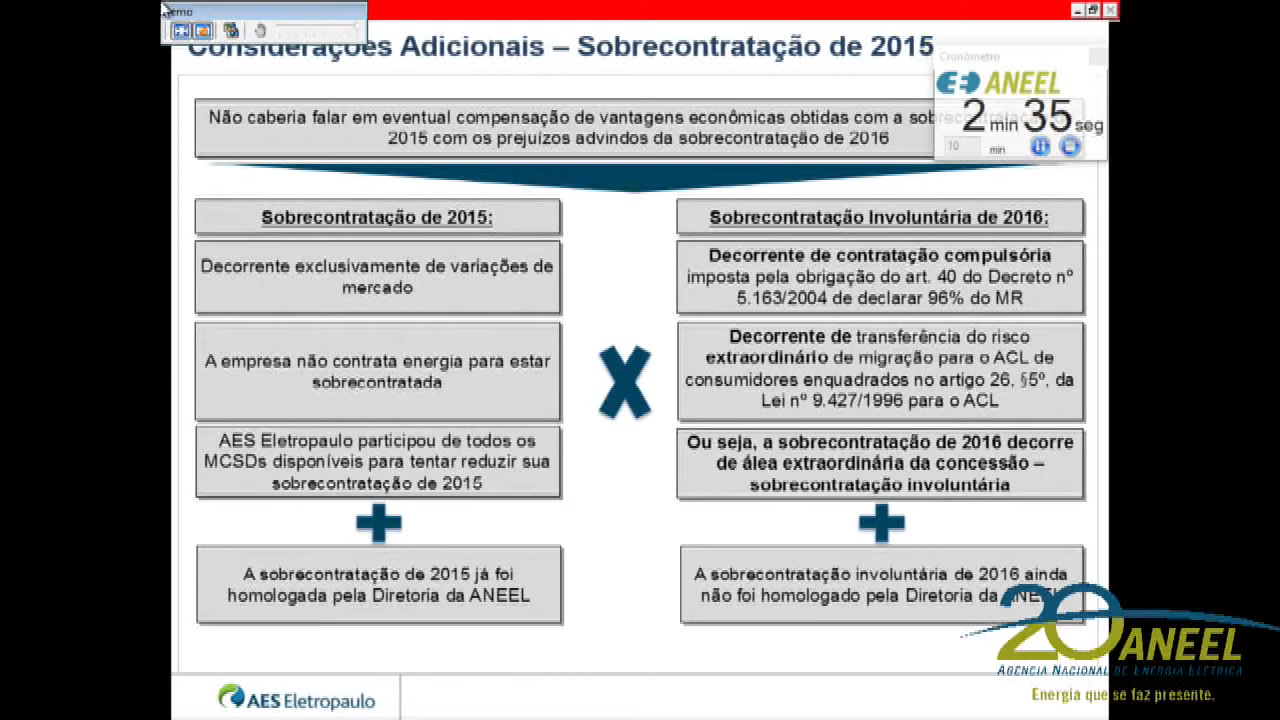 emo
Considerações Adicionais – Sobrecontratação de 2015
Cronômetro
ANEEL
2 min 35 seg
10 min
Não caberia falar em eventual compensação de vantagens econômicas obtidas com a
2015 com os prejuízos advindos da sobrecontratação de 2016
Sobrecontratação de 2015:
Decorrente exclusivamente de variações de
mercado
A empresa não contrata energia para estar
sobrecontratada
AES Eletropaulo participou de todos os
MCSDs disponíveis para tentar reduzir sua
sobrecontratação de 2015
A sobrecontratação de 2015 já foi
homologada pela Diretoria da ANEEL
Sobrecontratação Involuntária de 2016:
Decorrente de contratação compulsória
imposta pela obrigação do art. 40 do Decreto nº
5.163/2004 de declarar 96% do MR
Decorrente de transferência do risco
extraordinário de migração para o ACL de
consumidores enquadrados no artigo 26, §5º, da
Lei nº 9.427/1996 para o ACL
Ou seja, a sobrecontratação de 2016 decorre
de álea extraordinária da concessão –
sobrecontratação involuntária
A sobrecontratação involuntária de 2016 ainda
não foi homologado pela Diretoria da ANEEL
AES Eletropaulo
20 ANEEL
AGÊNCIA NACIONAL DE ENERGIA ELÉTRICA
Energia que se faz presente.